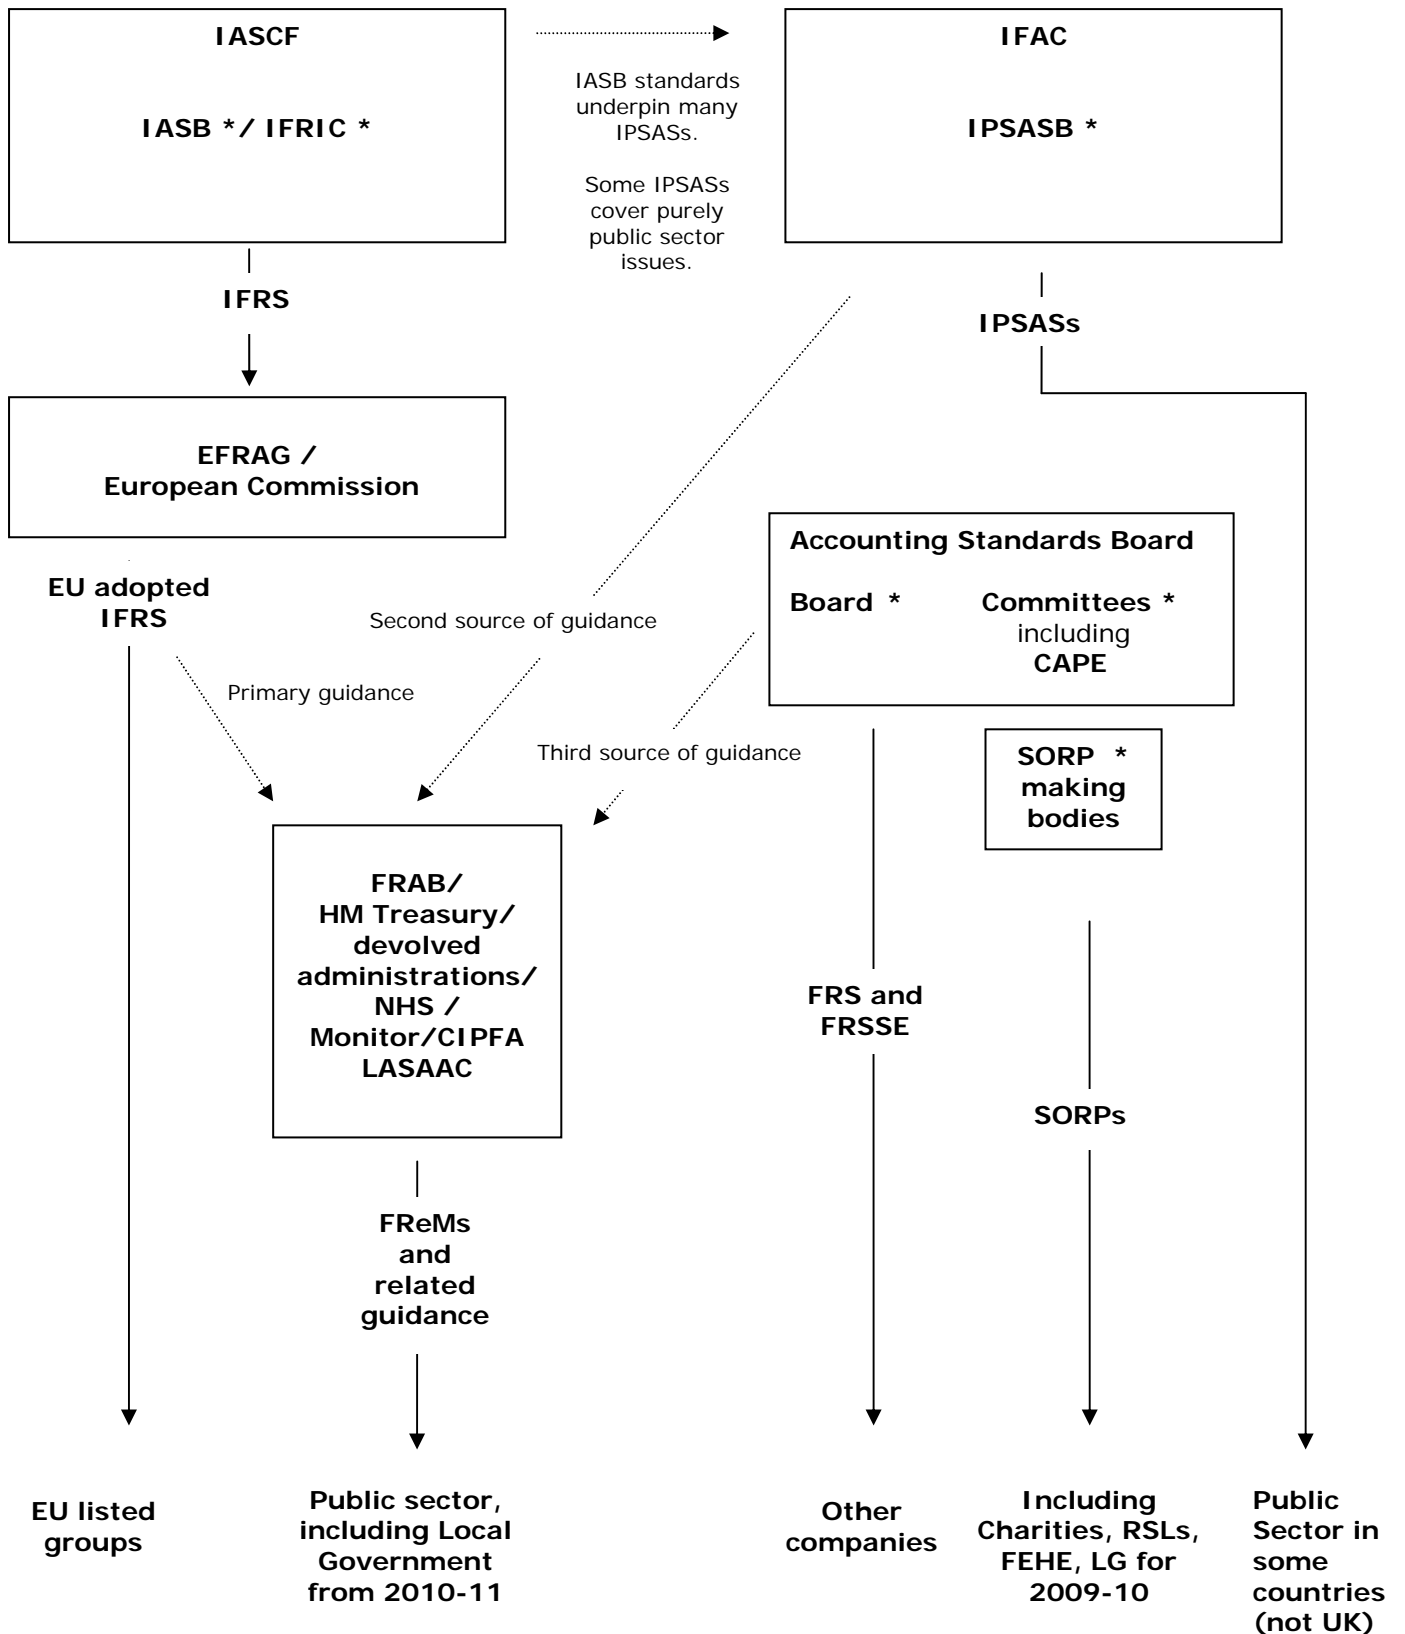 IASCF
IASB */ IFRIC *
IASB standards
underpin many
IPSASs.
Some IPSASs
cover purely
public sector
issues.
IFAC
IPSASB *
IFRS
IPSASs
EFRAG /
European Commission
EU adopted
IFRS
Primary guidance
Second source of guidance
Accounting Standards Board
Board *
Committees *
including
CAPE
Third source of guidance
SORP *
making
bodies
FRAB/
HM Treasury/
devolved
administrations/
NHS /
Monitor/CIPFA
LASAAC
FRS and
FRSSE
SORPs
FReMs
and
related
guidance
EU listed
groups
Public sector,
including Local
Government
from 2010-11
Other
companies
Including
Charities, RSLs,
FEHE, LG for
2009-10
Public
Sector in
some
countries
(not UK)